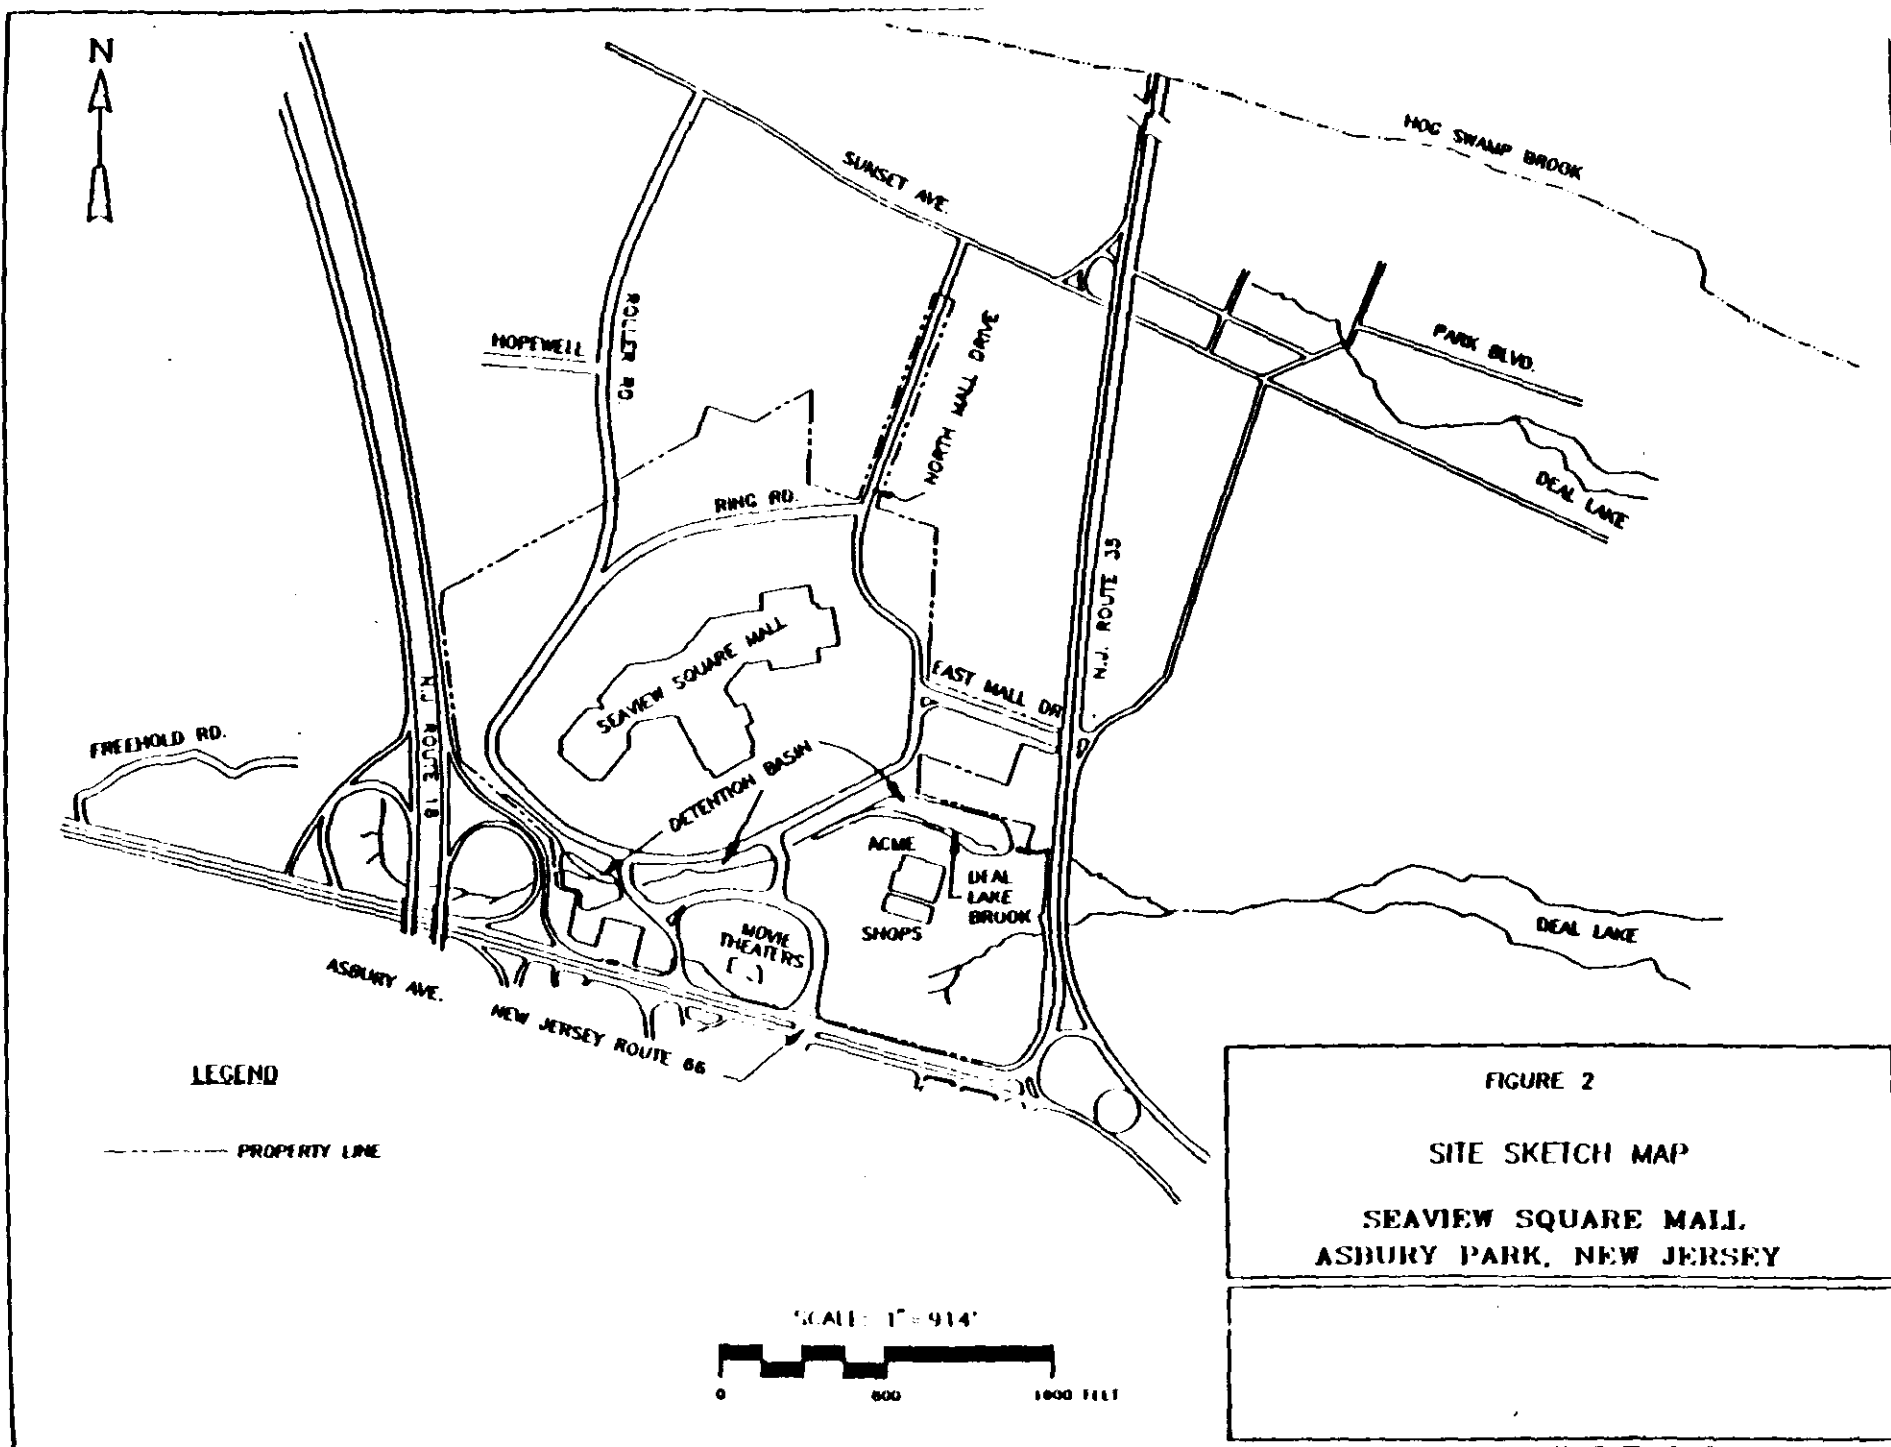 N
HOG SWAMP BROOK
SUNSET AVE.
ROLLER RD.
HOPEWELL
NORTH MALL DRIVE
PARK BLVD.
RING RD.
DEAL LAKE
N.J. ROUTE 35
SEAVIEW SQUARE MALL
EAST MALL DR
N.J. ROUTE 18
FREEHOLD RD.
DETENTION BASIN
ACME
DEAL
LAKE
BROOK
SHOPS
MOVIE
THEATERS
DEAL LAKE
ASBURY AVE.
NEW JERSEY ROUTE 66
LEGEND
PROPERTY LINE
FIGURE 2
SITE SKETCH MAP
SEAVIEW SQUARE MALL
ASBURY PARK, NEW JERSEY
SCALE: 1" = 914'
0
FEET